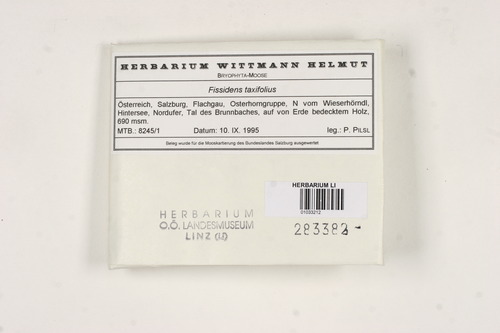 HERBARIUM WITTMANN HELMUT
BRYOPHYTA-MOOSE
Fissidens taxifolius
Österreich, Salzburg, Flachgau, Osterhorngruppe, N vom Wieserhörndl,
Hintersee, Nordufer, Tal des Brunnbaches, auf von Erde bedecktem Holz,
690 msm.
MTB.: 8245/1 Datum: 10. IX. 1995 leg.: P. PILSL
Beleg wurde für die Mooskartierung des Bundeslandes Salzburg ausgewertet
HERBARIUM LI
01003212
HERBARIUM
O.Ö. LANDESMUSEUM
LINZ (LI)
283382-